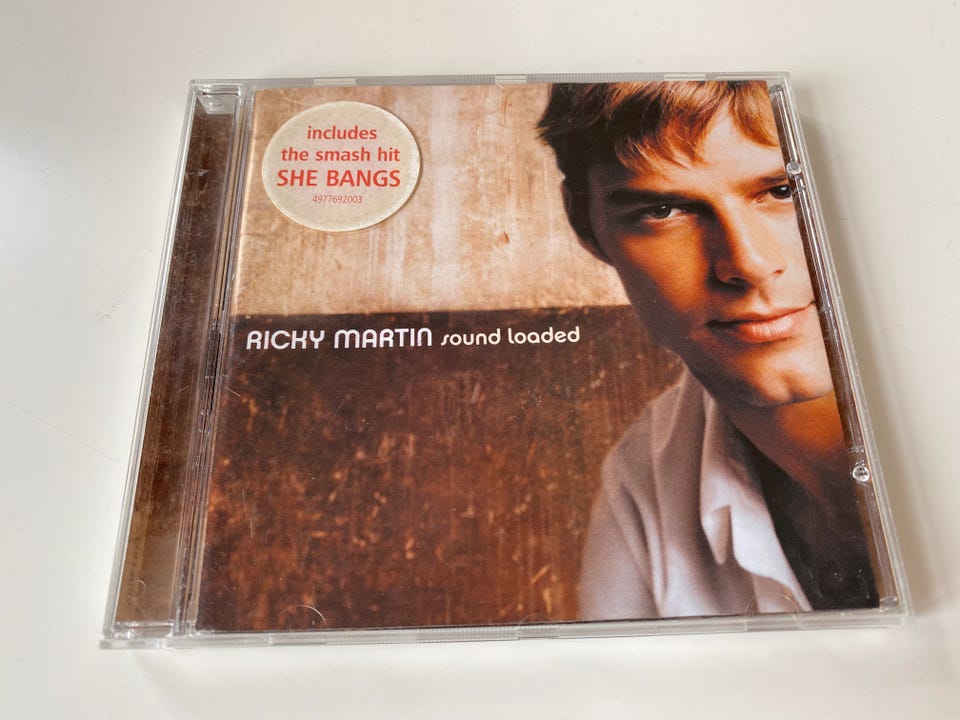 includes
the smash hit
SHE BANGS
4977692003
RICKY MARTIN sound loaded